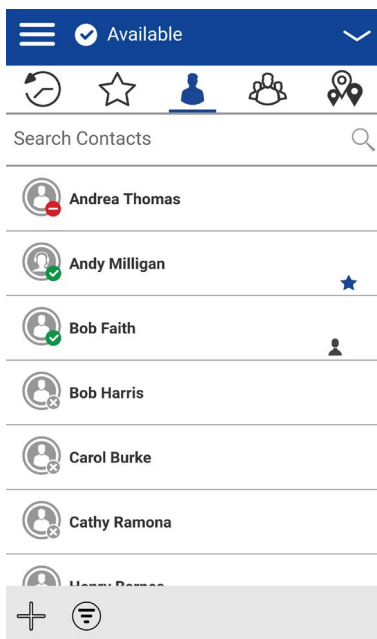 Available
Search Contacts
Andrea Thomas
Andy Milligan
Bob Faith
Bob Harris
Carol Burke
Cathy Ramona